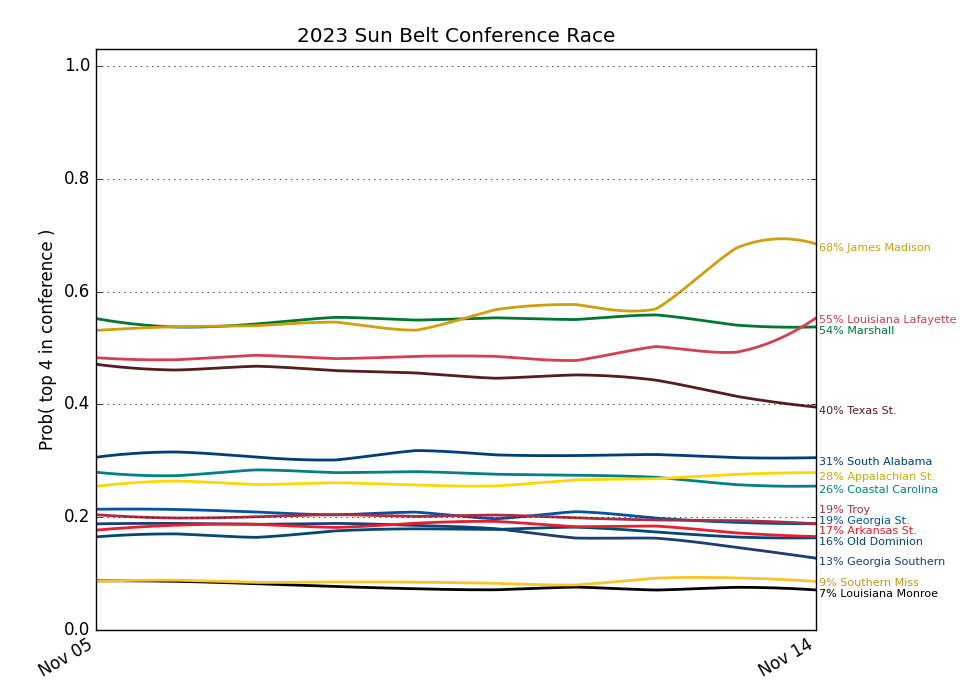 2023 Sun Belt Conference Race
Prob( top 4 in conference )
1.0
0.8
0.6
0.4
0.2
0.0
Nov 05
Nov 14
68% James Madison
55% Louisiana Lafayette
54% Marshall
40% Texas St.
31% South Alabama
28% Appalachian St.
26% Coastal Carolina
19% Troy
19% Georgia St.
17% Arkansas St.
16% Old Dominion
13% Georgia Southern
9% Southern Miss
7% Louisiana Monroe